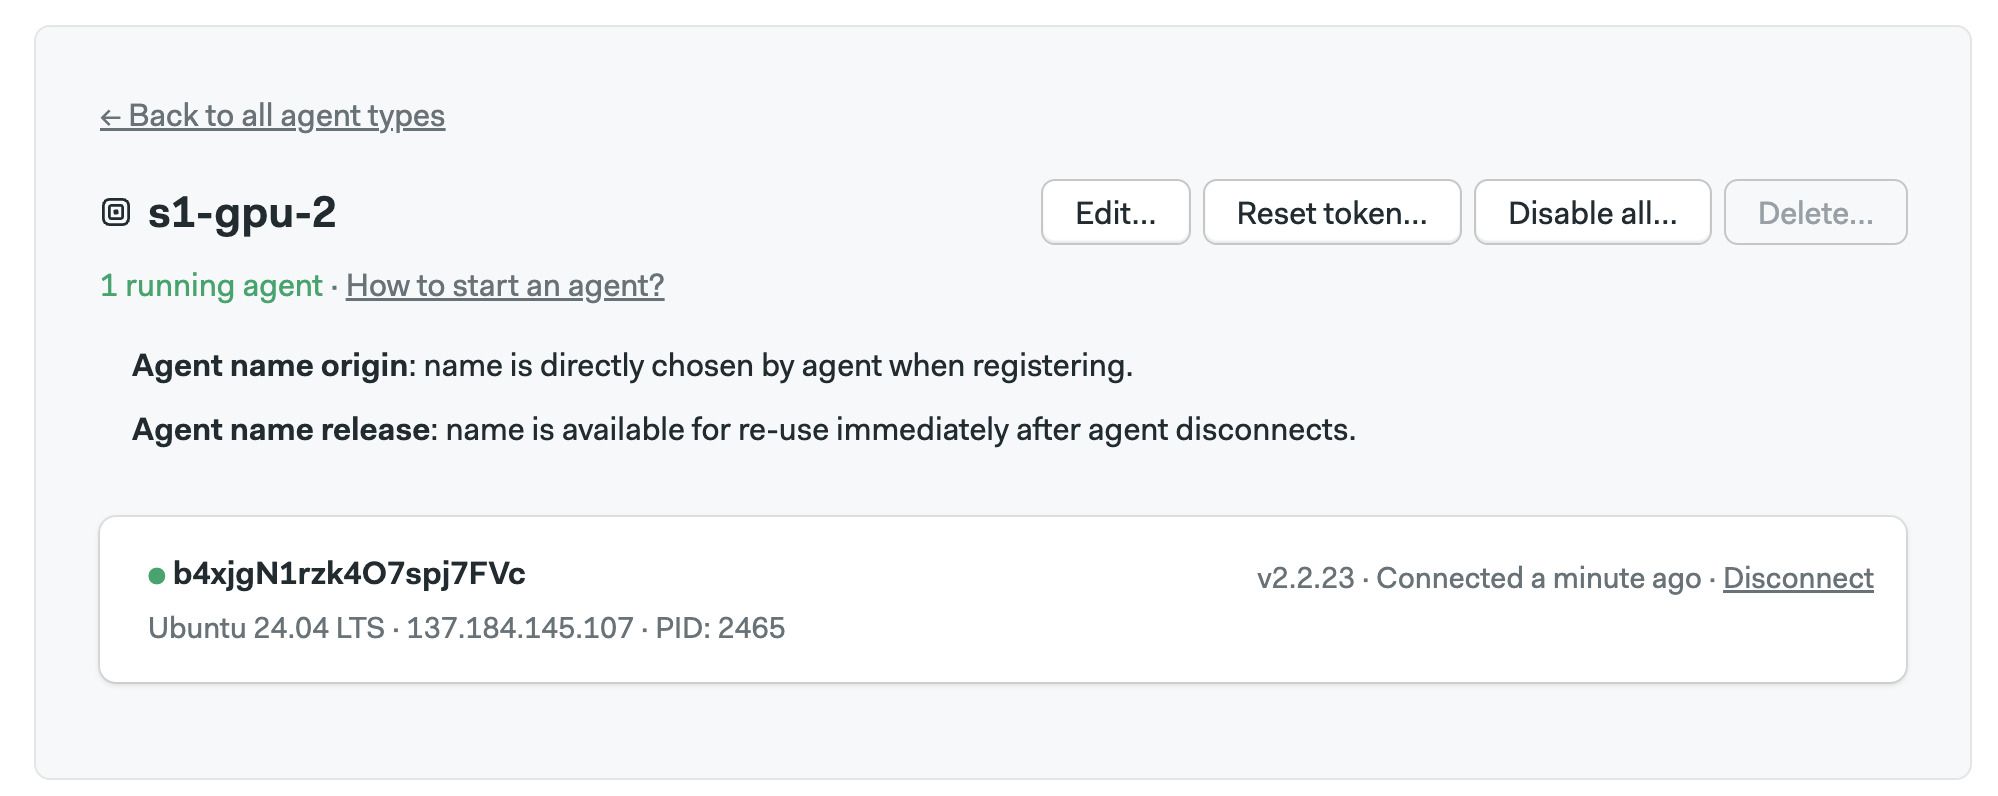 ← Back to all agent types
s1-gpu-2
Edit...
Reset token...
Disable all...
Delete...
1 running agent · How to start an agent?
Agent name origin: name is directly chosen by agent when registering.
Agent name release: name is available for re-use immediately after agent disconnects.
b4xjgN1rzk4O7spj7FVc
v2.2.23 · Connected a minute ago · Disconnect
Ubuntu 24.04 LTS · 137.184.145.107 · PID: 2465